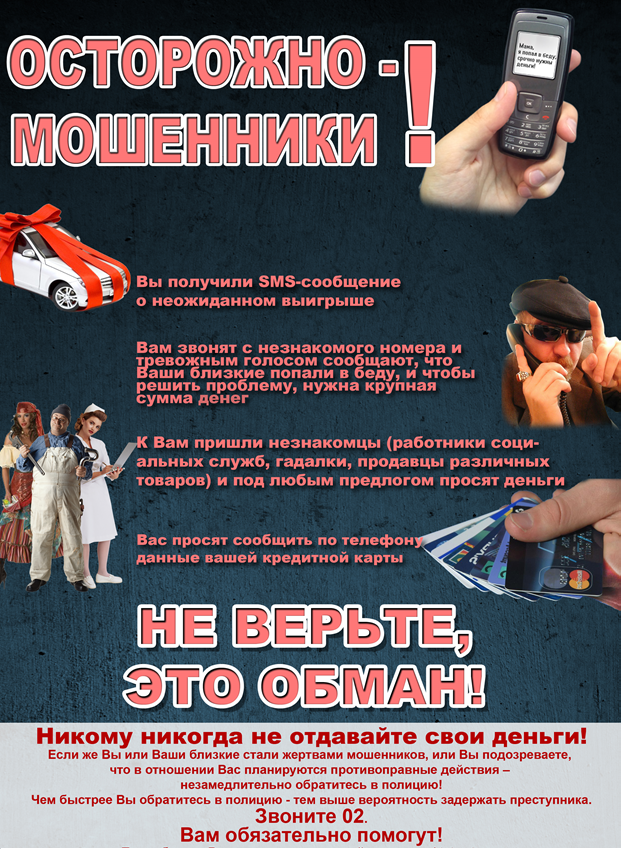 ОСТОРОЖНО -
МОШЕННИКИ !
Мама,
я попал в беду,
срочно нужны
деньги!
Вы получили SMS-сообщение
о неожиданном выигрыше
Вам звонят с незнакомого номера и
тревожным голосом сообщают, что
Ваши близкие попали в беду, и чтобы
решить проблему, нужна крупная
сумма денег
К Вам пришли незнакомцы (работники соци-
альных служб, гадалки, продавцы различных
товаров) и под любым предлогом просят деньги
Вас просят сообщить по телефону
данные вашей кредитной карты
MasterCard
НЕ ВЕРЬТЕ,
ЭТО ОБМАН!
Никому никогда не отдавайте свои деньги!
Если же Вы или Ваши близкие стали жертвами мошенников, или Вы подозреваете,
что в отношении Вас планируются противоправные действия –
незамедлительно обратитесь в полицию!
Чем быстрее Вы обратитесь в полицию - тем выше вероятность задержать преступника.
Звоните 02.
Вам обязательно помогут!